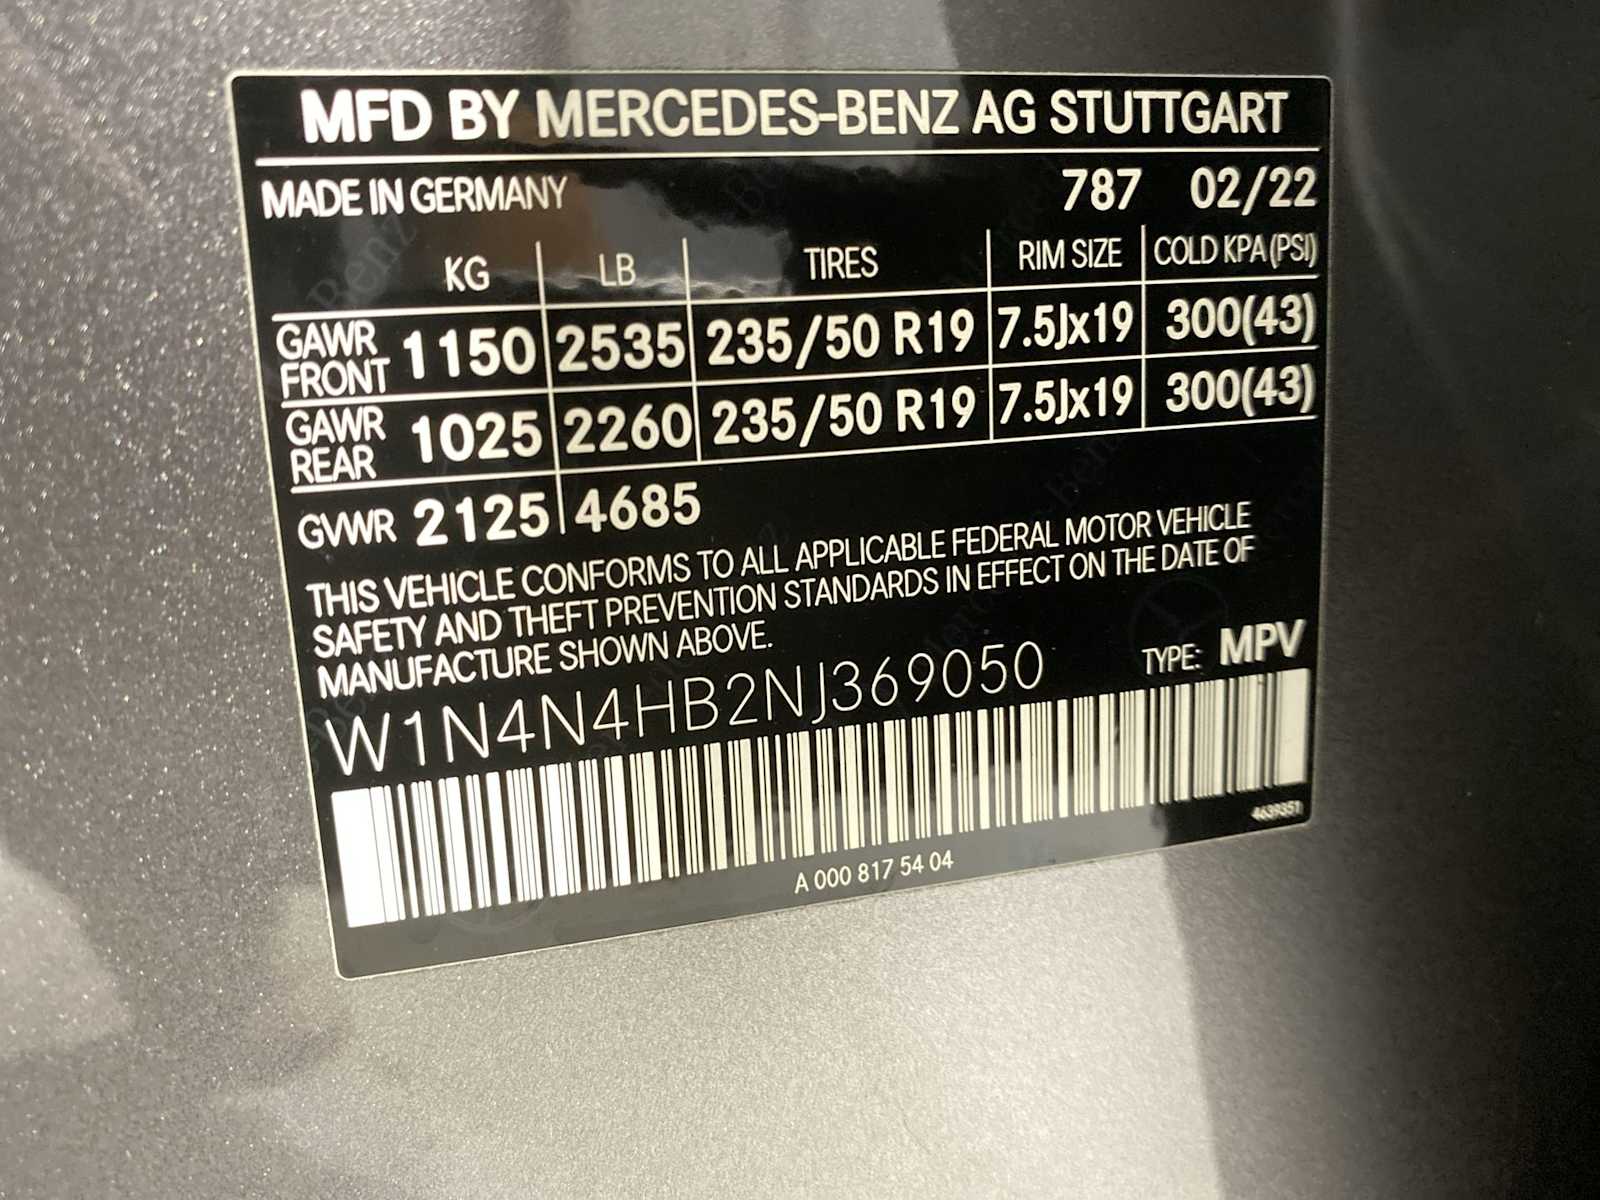 MFD BY MERCEDES-BENZ AG STUTTGART
MADE IN GERMANY 787 02/22
KG LB TIRES RIM SIZE COLD KPA(PSI)
GAWR FRONT 1150 2535 235/50 R19 7.5Jx19 300(43)
GAWR REAR 1025 2260 235/50 R19 7.5Jx19 300(43)
GVWR 2125 4685
THIS VEHICLE CONFORMS TO ALL APPLICABLE FEDERAL MOTOR VEHICLE
SAFETY AND THEFT PREVENTION STANDARDS IN EFFECT ON THE DATE OF
MANUFACTURE SHOWN ABOVE.
W1N4N4HB2NJ369050 TYPE: MPV
4639351
A 000 817 54 04